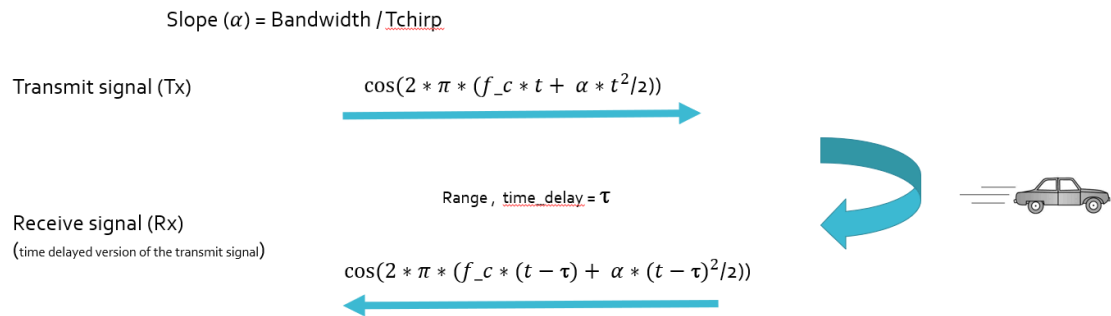 Slope (𝛼) = Bandwidth / Tchirp
Transmit signal (Tx)
cos(2 ∗ 𝜋 ∗ (𝑓_𝑐 ∗ 𝑡 + 𝛼 ∗ 𝑡²/2))
Range , time_delay = τ
Receive signal (Rx)
(time delayed version of the transmit signal)
cos(2 ∗ 𝜋 ∗ (𝑓_𝑐 ∗ (𝑡 − τ) + 𝛼 ∗ (𝑡 − τ)²/2))